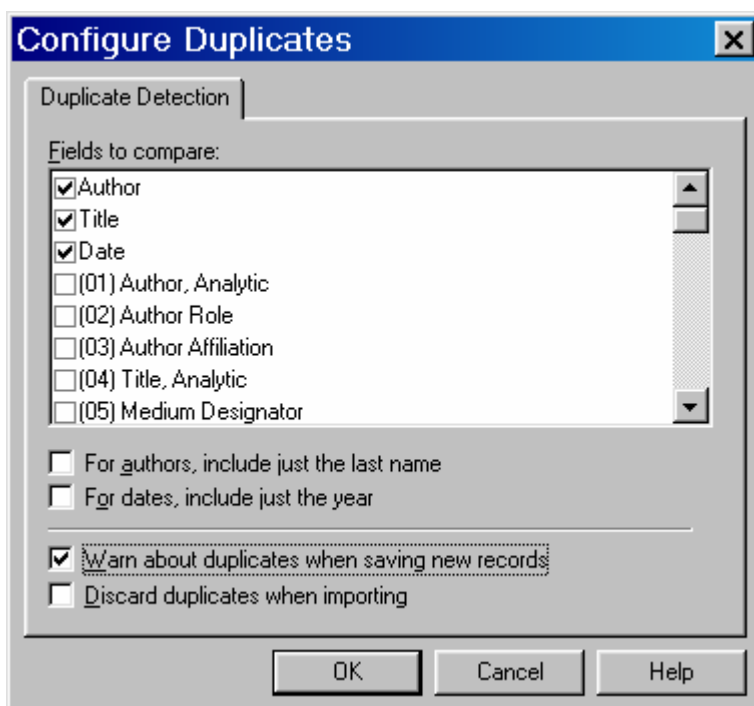 Configure Duplicates
Duplicate Detection
Fields to compare:
Author
Title
Date
(01) Author, Analytic
(02) Author Role
(03) Author Affiliation
(04) Title, Analytic
(05) Medium Designator
For authors, include just the last name
For dates, include just the year
Warn about duplicates when saving new records
Discard duplicates when importing
OK Cancel Help